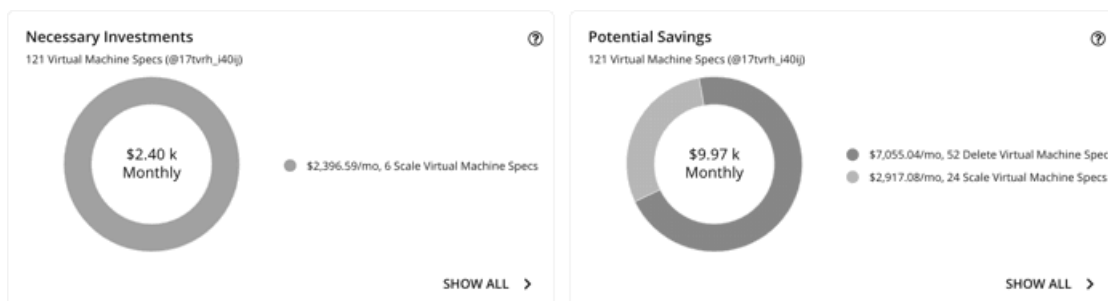 Necessary Investments
121 Virtual Machine Specs (@17tvrh_i40ij)
$2.40 k
Monthly
$2,396.59/mo, 6 Scale Virtual Machine Specs
SHOW ALL
Potential Savings
121 Virtual Machine Specs (@17tvrh_i40ij)
$9.97 k
Monthly
$7,055.04/mo, 52 Delete Virtual Machine Spec
$2,917.08/mo, 24 Scale Virtual Machine Specs
SHOW ALL